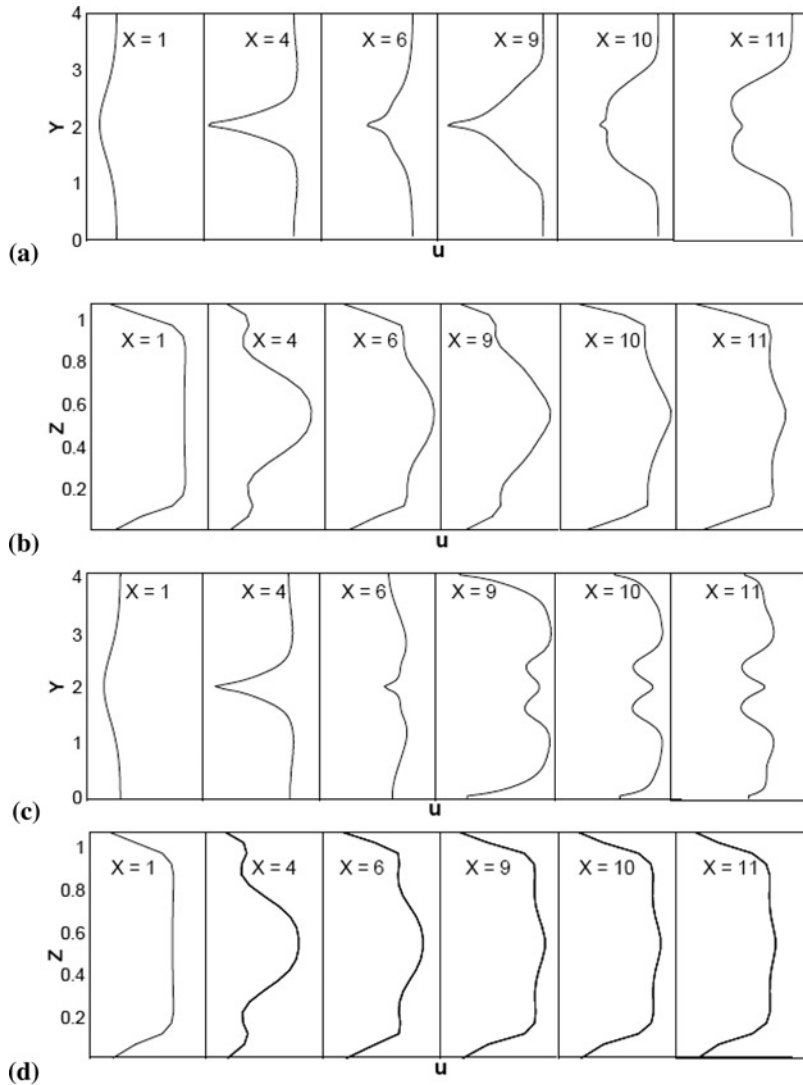 4
3
2
1
0
Y
X = 1
X = 4
X = 6
X = 9
X = 10
X = 11
(a)
u
1
0.8
0.6
0.4
0.2
Z
X = 1
X = 4
X = 6
X = 9
X = 10
X = 11
(b)
u
4
3
2
1
0
Y
X = 1
X = 4
X = 6
X = 9
X = 10
X = 11
(c)
u
1
0.8
0.6
0.4
0.2
Z
X = 1
X = 4
X = 6
X = 9
X = 10
X = 11
(d)
u